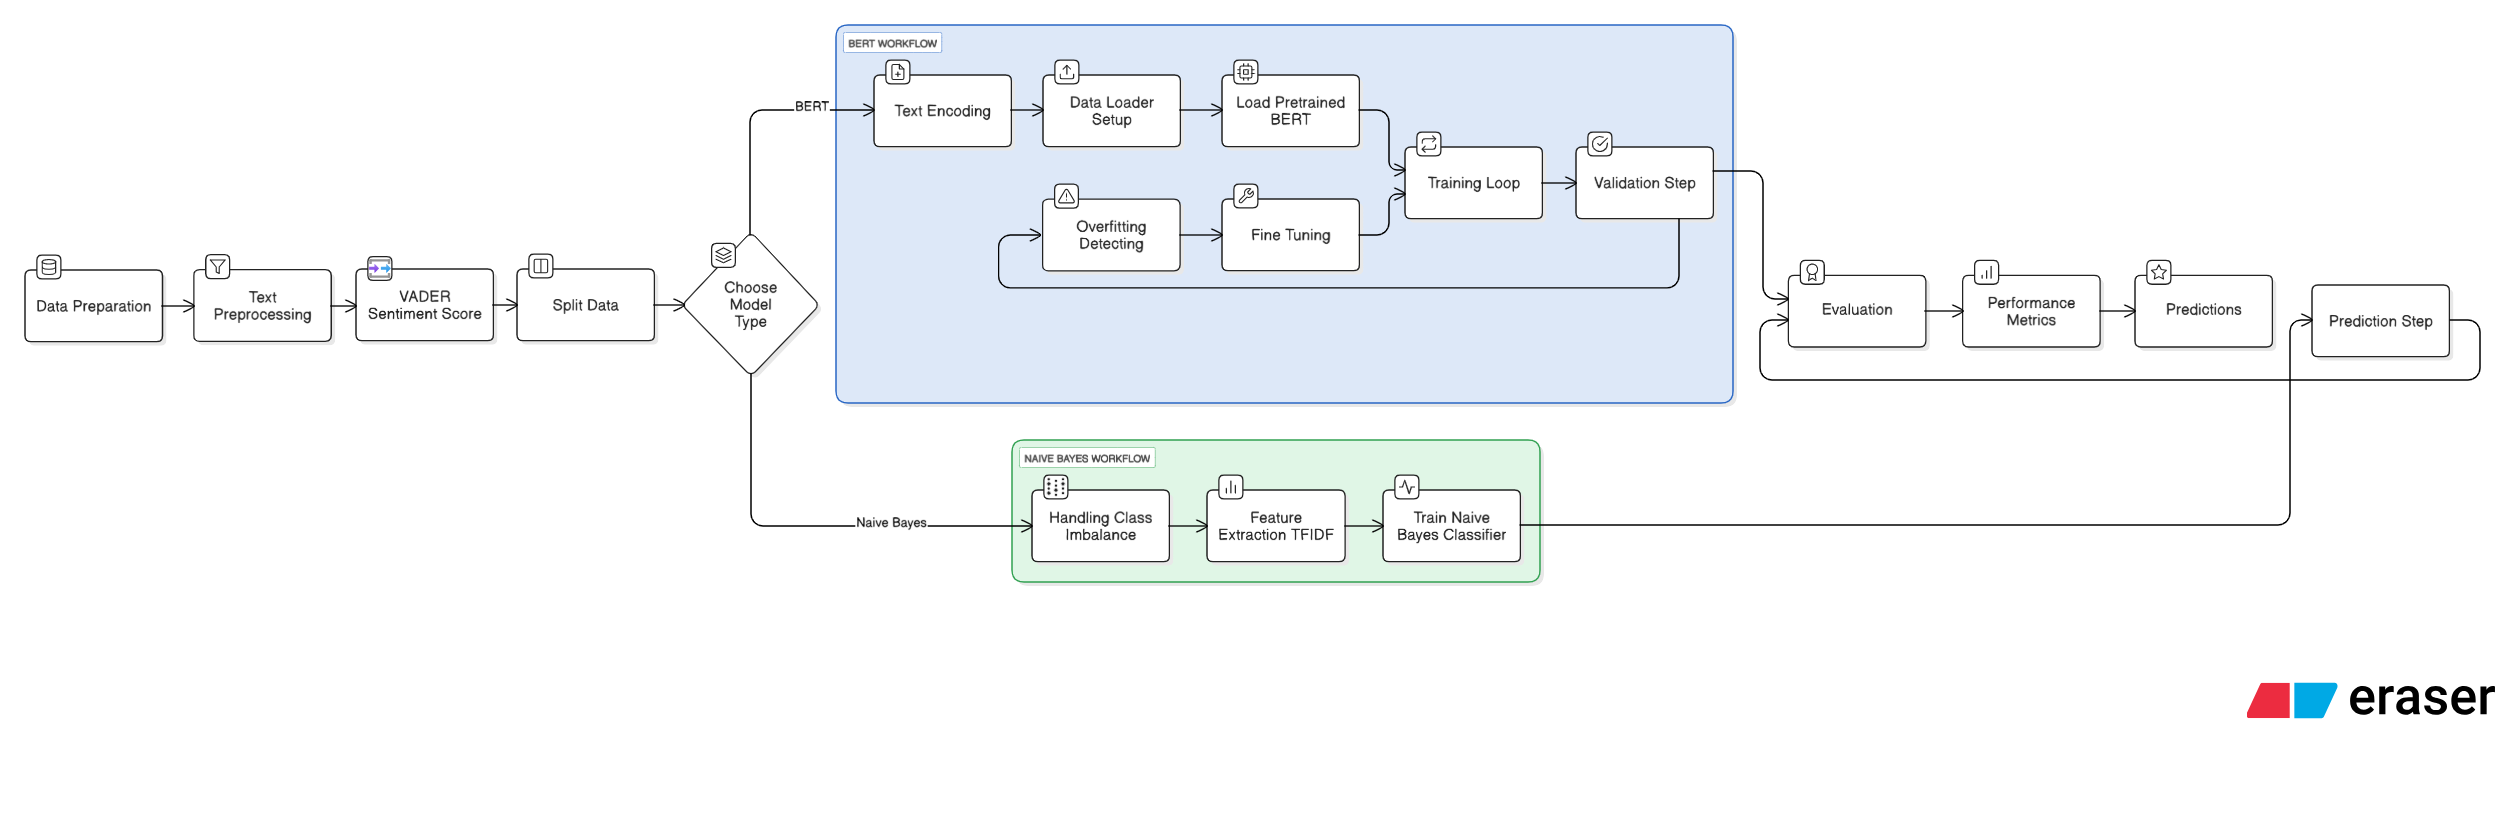 BERT WORKFLOW
BERT
Text Encoding
Data Loader
Setup
Load Pretrained
BERT
Training Loop
Validation Step
Overfitting
Detecting
Fine Tuning
Data Preparation
Text
Preprocessing
VADER
Sentiment Score
Split Data
Choose
Model
Type
Evaluation
Performance
Metrics
Predictions
Prediction Step
NAIVE BAYES WORKFLOW
Naive Bayes
Handling Class
Imbalance
Feature
Extraction TFIDF
Train Naive
Bayes Classifier
eraser